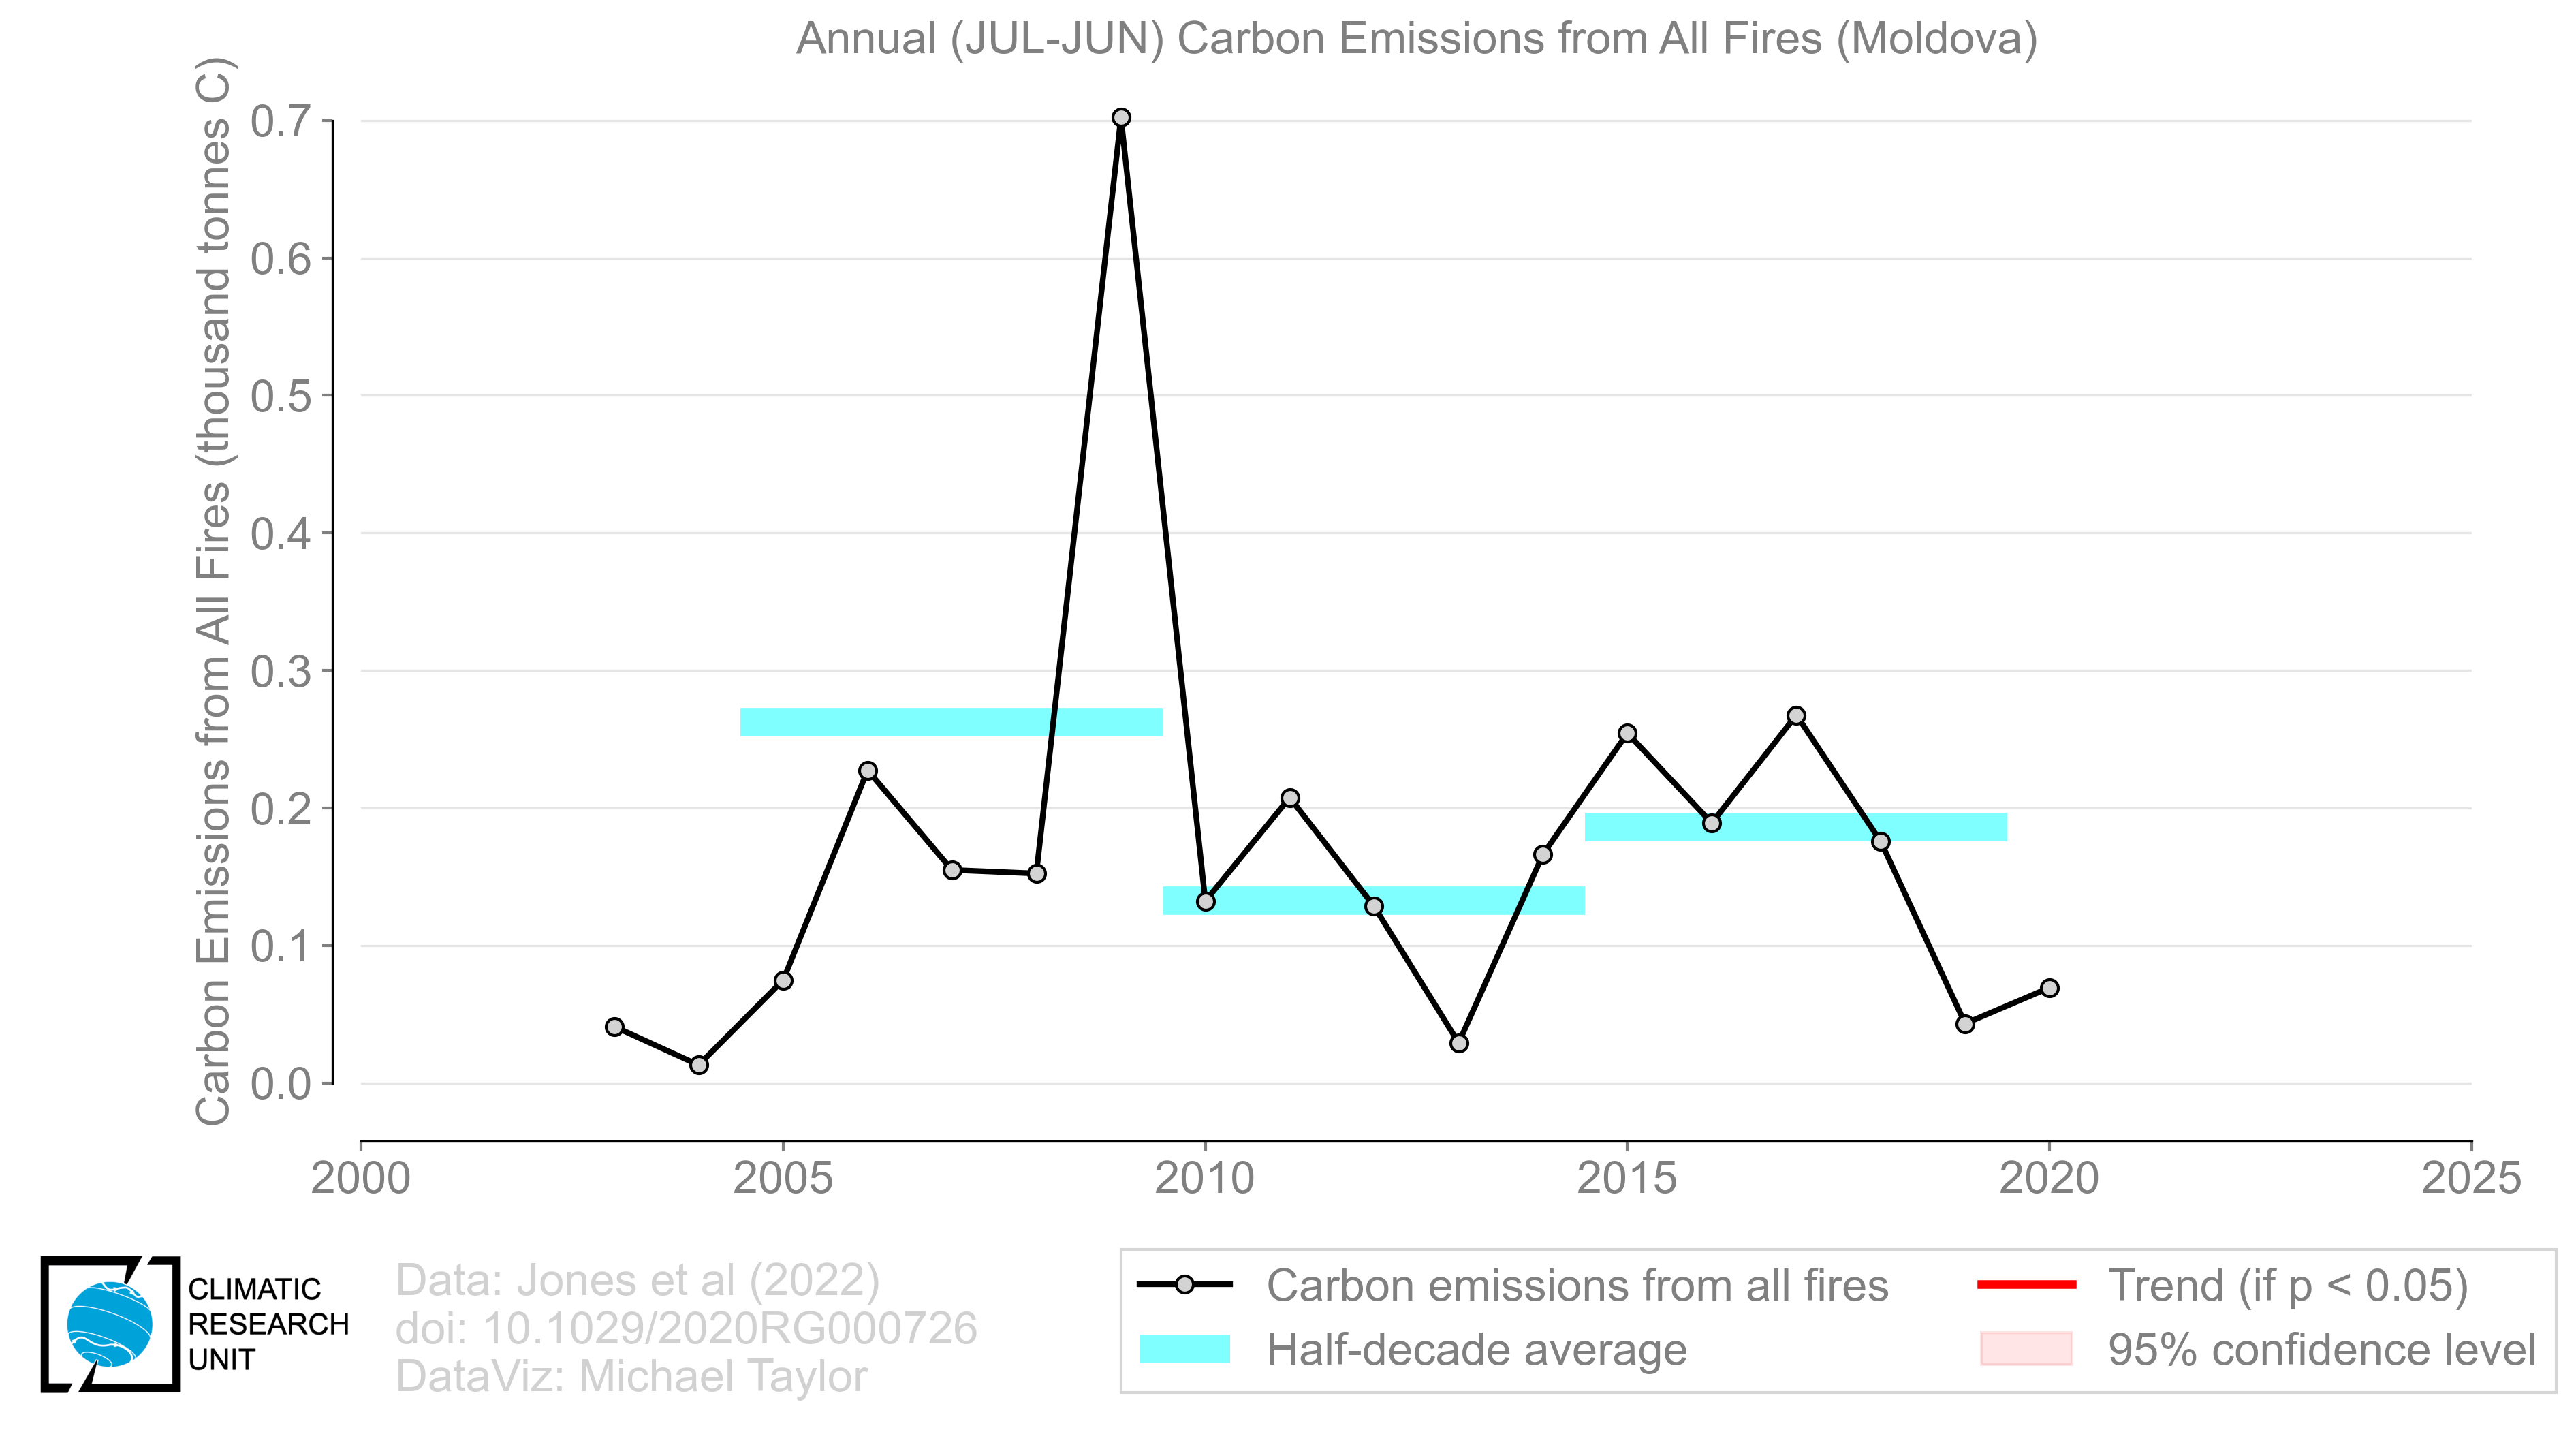 Annual (JUL-JUN) Carbon Emissions from All Fires (Moldova)
Carbon Emissions from All Fires (thousand tonnes C)
0.7
0.6
0.5
0.4
0.3
0.2
0.1
0.0
2000 2005 2010 2015 2020 2025
CLIMATIC
RESEARCH
UNIT
Data: Jones et al (2022)
doi: 10.1029/2020RG000726
DataViz: Michael Taylor
Carbon emissions from all fires
Half-decade average
Trend (if p < 0.05)
95% confidence level